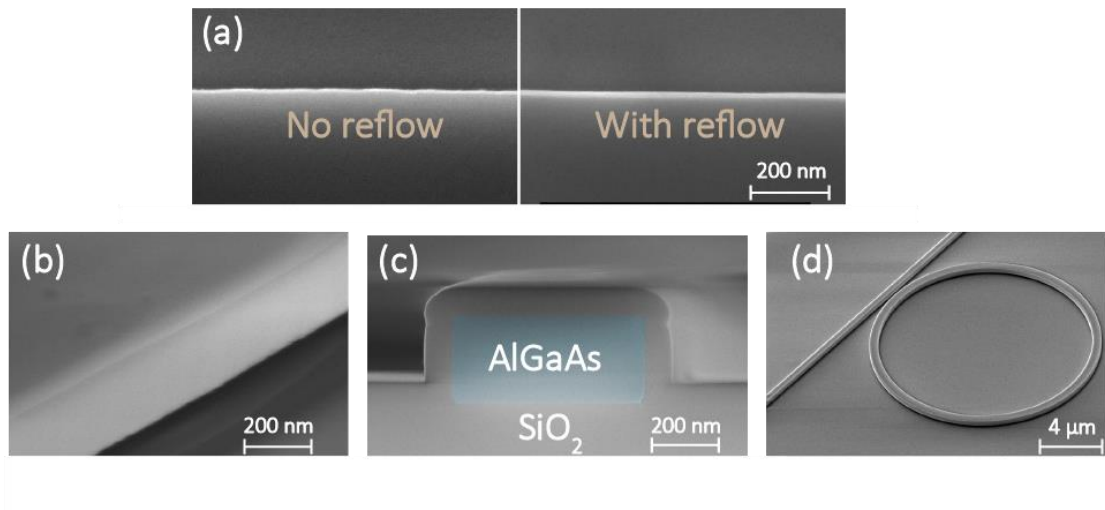 (a)
No reflow
With reflow
200 nm
(b)
200 nm
(c)
AlGaAs
SiO₂
200 nm
(d)
4 μm